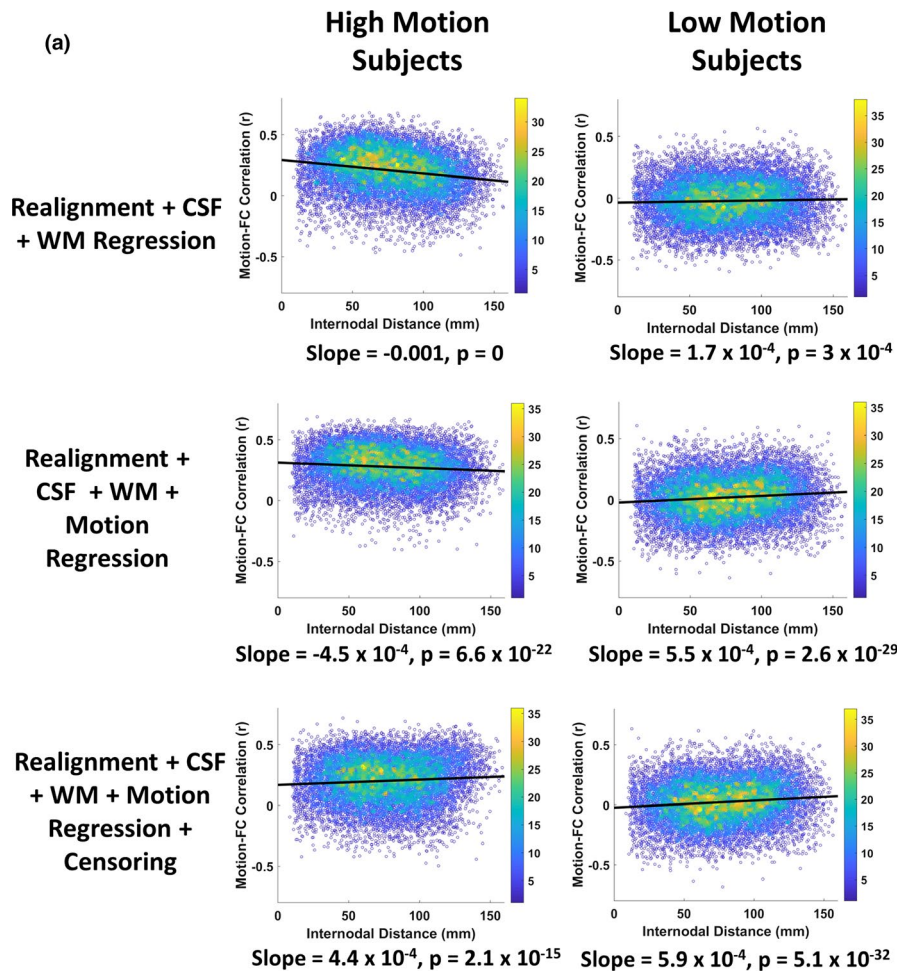 (a)
High Motion
Subjects
Low Motion
Subjects
Realignment + CSF
+ WM Regression
Motion-FC Correlation (r)
0.5
0
-0.5
0
50
100
150
Internodal Distance (mm)
30
25
20
15
10
5
Slope = -0.001, p = 0
Motion-FC Correlation (r)
0.5
0
-0.5
0
50
100
150
Internodal Distance (mm)
35
30
25
20
15
10
5
Slope = 1.7 x 10⁻⁴, p = 3 x 10⁻⁴
Realignment +
CSF + WM +
Motion
Regression
Motion-FC Correlation (r)
0.5
0
-0.5
0
50
100
150
Internodal Distance (mm)
35
30
25
20
15
10
5
Slope = -4.5 x 10⁻⁴, p = 6.6 x 10⁻²²
Motion-FC Correlation (r)
0.5
0
-0.5
0
50
100
150
Internodal Distance (mm)
35
30
25
20
15
10
5
Slope = 5.5 x 10⁻⁴, p = 2.6 x 10⁻²⁹
Realignment + CSF
+ WM + Motion
Regression +
Censoring
Motion-FC Correlation (r)
0.5
0
-0.5
0
50
100
150
Internodal Distance (mm)
35
30
25
20
15
10
5
Slope = 4.4 x 10⁻⁴, p = 2.1 x 10⁻¹⁵
Motion-FC Correlation (r)
0.5
0
-0.5
0
50
100
150
Internodal Distance (mm)
35
30
25
20
15
10
5
Slope = 5.9 x 10⁻⁴, p = 5.1 x 10⁻³²